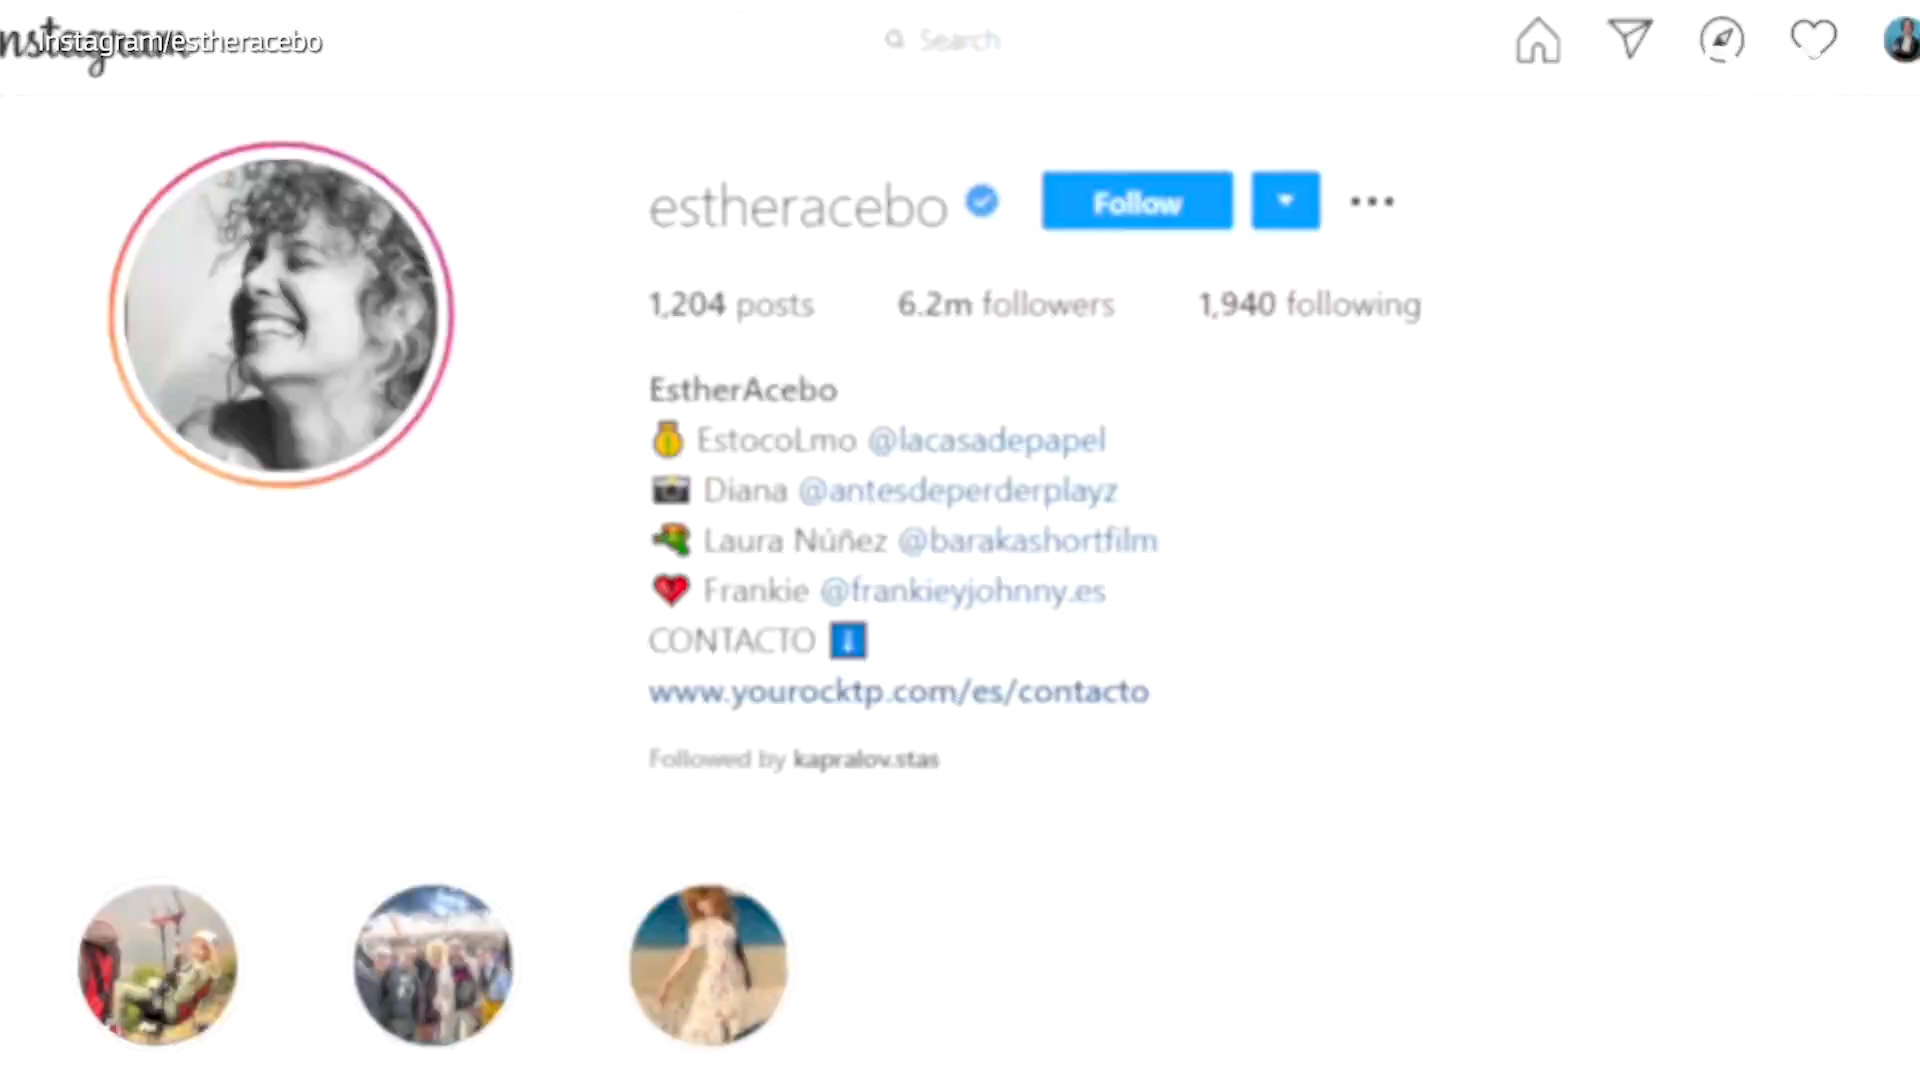 Instagram
Instagram/estheracebo
Search
estheracebo
Follow
1,204 posts 6.2m followers 1,940 following
EstherAcebo
EstocoLmo @lacasadepapel
Diana @antesdeperderplayz
Laura Núñez @barakashortfilm
Frankie @frankieyjohnny.es
CONTACTO
www.yourocktp.com/es/contacto
Followed by kapralov.stas